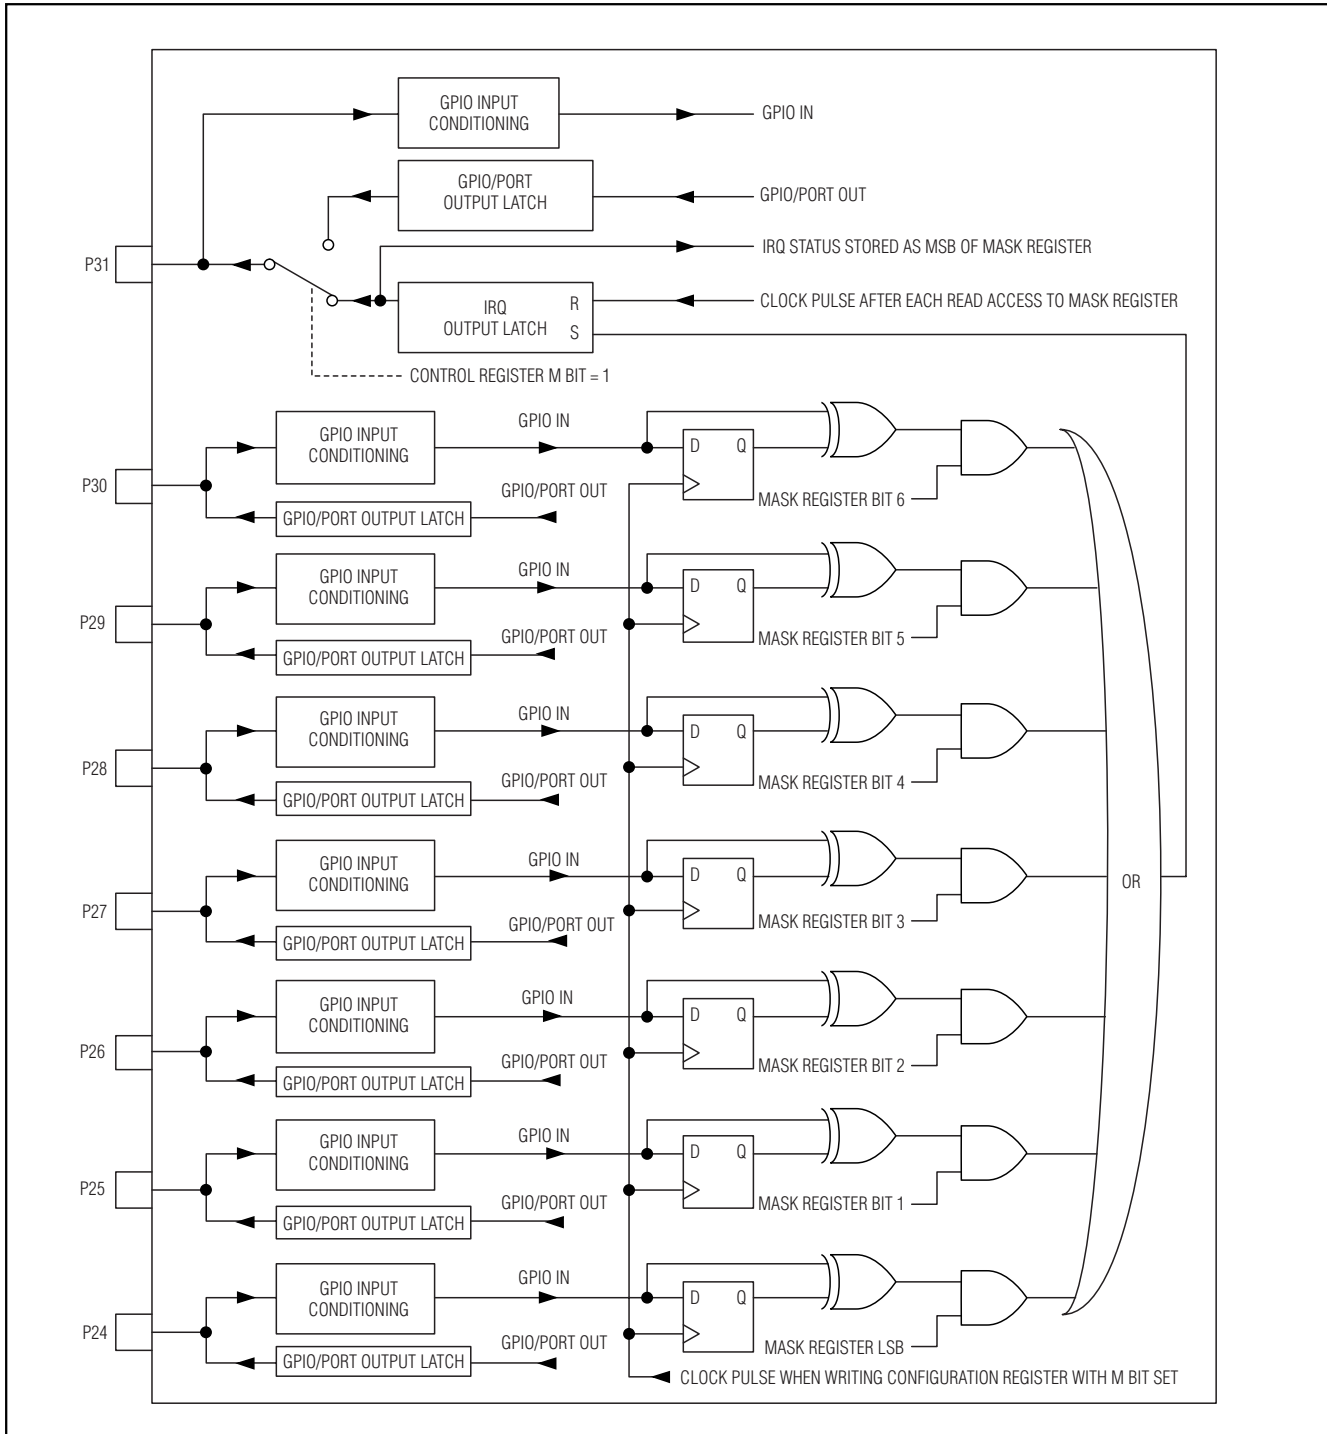 GPIO INPUT
CONDITIONING
GPIO IN
GPIO/PORT
OUTPUT LATCH
GPIO/PORT OUT
IRQ STATUS STORED AS MSB OF MASK REGISTER
P31
IRQ
OUTPUT LATCH
R
S
CLOCK PULSE AFTER EACH READ ACCESS TO MASK REGISTER
CONTROL REGISTER M BIT = 1
P30
GPIO INPUT
CONDITIONING
GPIO IN
GPIO/PORT OUT
GPIO/PORT OUTPUT LATCH
D Q
MASK REGISTER BIT 6
P29
GPIO INPUT
CONDITIONING
GPIO IN
GPIO/PORT OUT
GPIO/PORT OUTPUT LATCH
D Q
MASK REGISTER BIT 5
P28
GPIO INPUT
CONDITIONING
GPIO IN
GPIO/PORT OUT
GPIO/PORT OUTPUT LATCH
D Q
MASK REGISTER BIT 4
P27
GPIO INPUT
CONDITIONING
GPIO IN
GPIO/PORT OUT
GPIO/PORT OUTPUT LATCH
D Q
MASK REGISTER BIT 3
OR
P26
GPIO INPUT
CONDITIONING
GPIO IN
GPIO/PORT OUT
GPIO/PORT OUTPUT LATCH
D Q
MASK REGISTER BIT 2
P25
GPIO INPUT
CONDITIONING
GPIO IN
GPIO/PORT OUT
GPIO/PORT OUTPUT LATCH
D Q
MASK REGISTER BIT 1
P24
GPIO INPUT
CONDITIONING
GPIO IN
GPIO/PORT OUT
GPIO/PORT OUTPUT LATCH
D Q
MASK REGISTER LSB
CLOCK PULSE WHEN WRITING CONFIGURATION REGISTER WITH M BIT SET